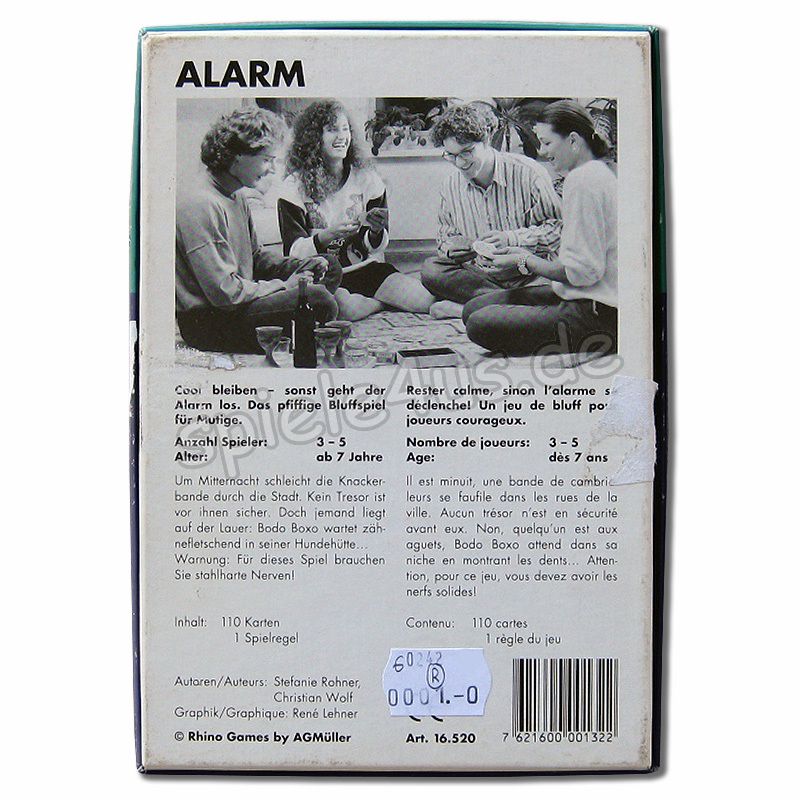 ALARM
Cool bleiben – sonst geht der
Alarm los. Das pfiffige Bluffspiel
für Mutige.
Anzahl Spieler: 3 – 5
Alter: ab 7 Jahre
Um Mitternacht schleicht die Knacker-
bande durch die Stadt. Kein Tresor ist
vor ihnen sicher. Doch jemand liegt
auf der Lauer: Bodo Boxo wartet zäh-
nefletschend in seiner Hundehütte...
Warnung: Für dieses Spiel brauchen
Sie stahlharte Nerven!
Inhalt: 110 Karten
1 Spielregel
Autoren/Auteurs: Stefanie Rohner,
Christian Wolf
Graphik/Graphique: René Lehner
© Rhino Games by AGMüller
Rester calme, sinon l'alarme se
déclenche! Un jeu de bluff pour
joueurs courageux.
Nombre de joueurs: 3 – 5
Age: dès 7 ans
Il est minuit, une bande de cambrio-
leurs se faufile dans les rues de la
ville. Aucun trésor n'est en sécurité
avant eux. Non, quelqu'un est aux
aguets, Bodo Boxo attend dans sa
niche en montrant les dents... Atten-
tion, pour ce jeu, vous devez avoir les
nerfs solides!
Contenu: 110 cartes
1 règle du jeu
60242
R
0001.-0
Art. 16.520
7 621600 001322
spiele4us.de